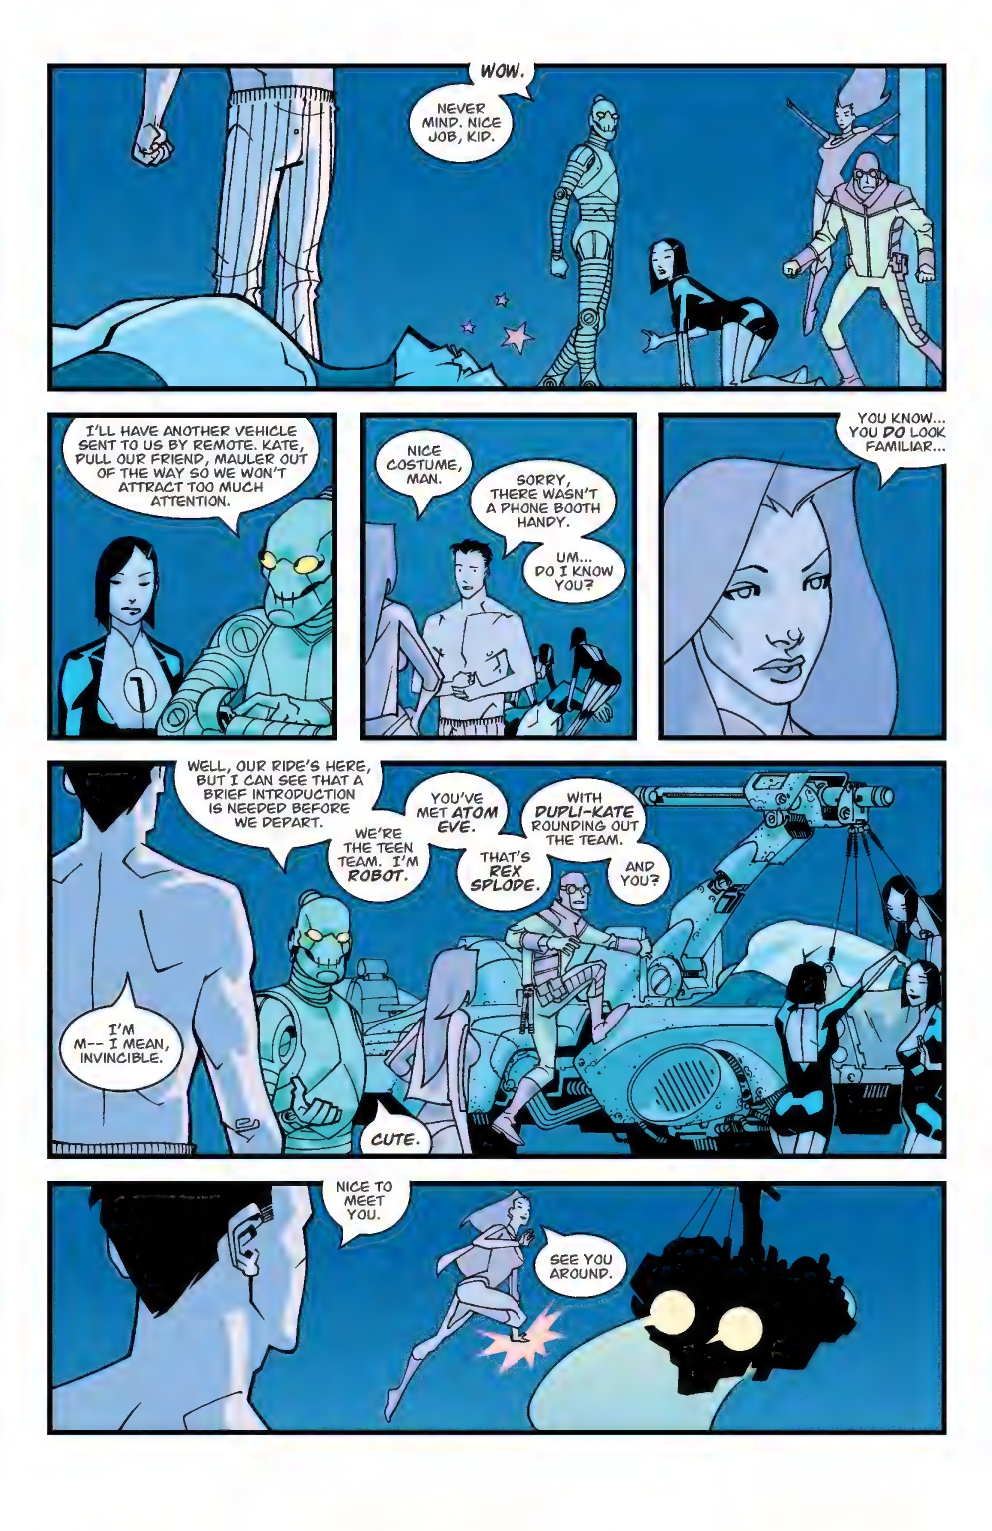 WOW.
NEVER
MIND. NICE
JOB, KID.
I'LL HAVE ANOTHER VEHICLE
SENT TO US BY REMOTE. KATE,
PULL OUR FRIEND, MAULER OUT
OF THE WAY SO WE WON'T
ATTRACT TOO MUCH
ATTENTION.
1
NICE
COSTUME,
MAN.
SORRY,
THERE WASN'T
A PHONE BOOTH
HANDY.
UM...
DO I KNOW
YOU?
YOU KNOW...
YOU DO LOOK
FAMILIAR...
WELL, OUR RIDE'S HERE,
BUT I CAN SEE THAT A
BRIEF INTRODUCTION
IS NEEDED BEFORE
WE DEPART.
WE'RE
THE TEEN
TEAM. I'M
ROBOT.
YOU'VE
MET ATOM
EVE.
THAT'S
REX
SPLODE.
WITH
DUPLI-KATE
ROUNDING OUT
THE TEAM.
AND
YOU?
I'M
M-- I MEAN,
INVINCIBLE.
CUTE.
NICE TO
MEET
YOU.
SEE YOU
AROUND.